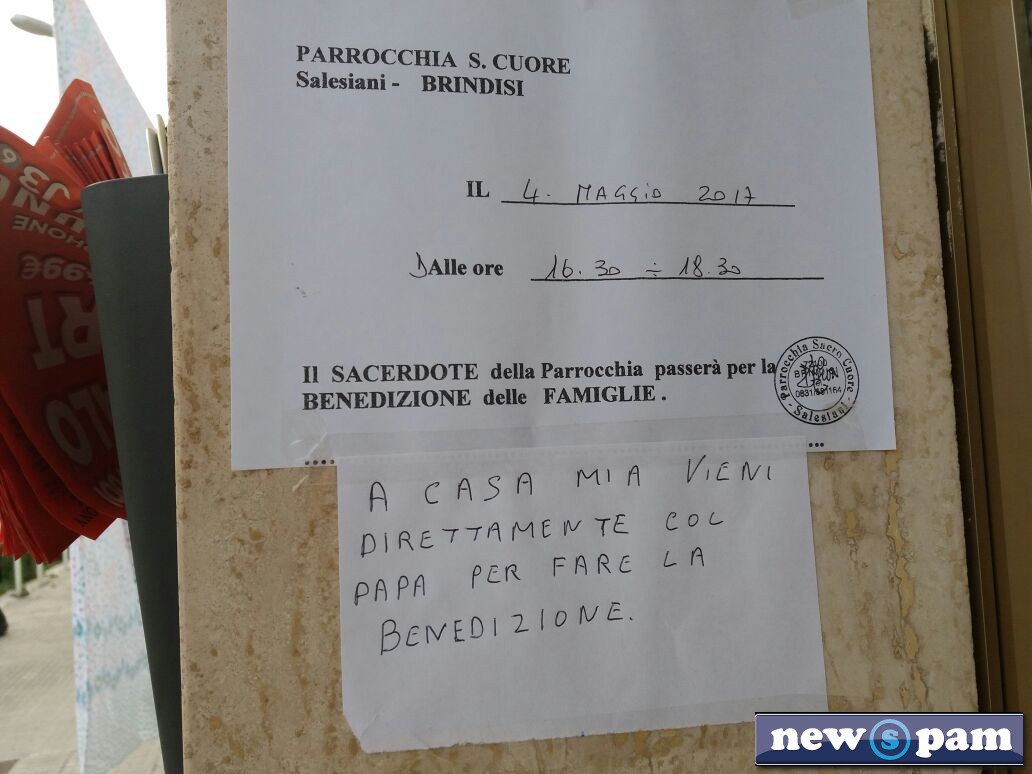 PARROCCHIA S. CUORE
Salesiani - BRINDISI
IL 4. MAGGIO 2017
DAlle ore 16.30 ÷ 18.30
Il SACERDOTE della Parrocchia passerà per la
BENEDIZIONE delle FAMIGLIE.
Parrocchia Sacro Cuore
72100
- Salesiani -
A CASA MIA VIENI
DIRETTAMENTE COL
PAPA PER FARE LA
BENEDIZIONE.
newspam